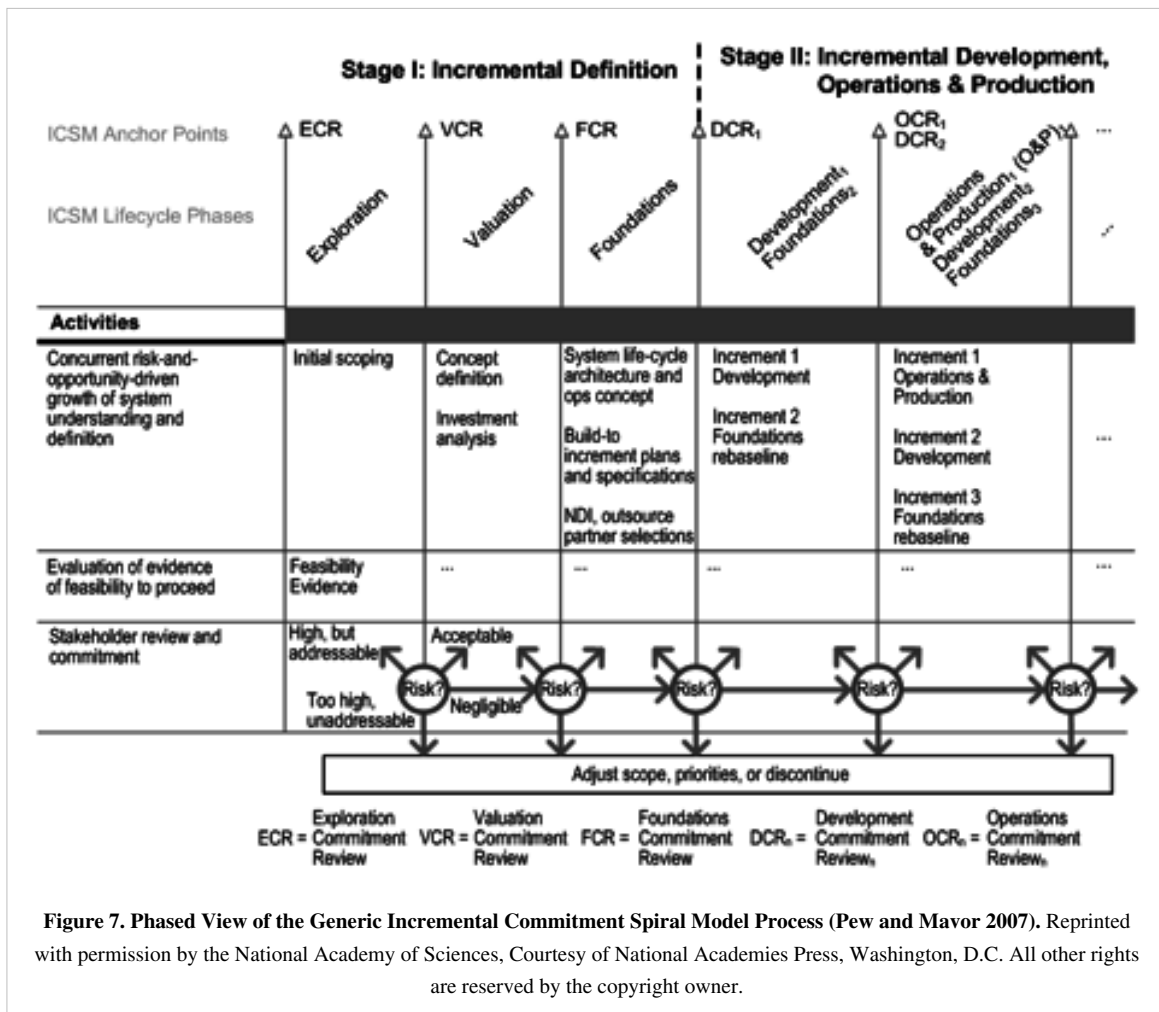 Stage I: Incremental Definition
Stage II: Incremental Development,
Operations & Production
ICSM Anchor Points
ECR
VCR
FCR
DCR₁
OCR₁
DCR₂
...
ICSM Lifecycle Phases
Exploration
Valuation
Foundations
Development₁
Foundations₂
Operations
& Production₁ (O&P)
Development₂
Foundations₃
...
Activities
Concurrent risk-and-
opportunity-driven
growth of system
understanding and
definition
Initial scoping
Concept
definition
Investment
analysis
System life-cycle
architecture and
ops concept
Build-to
increment plans
and specifications
NDI, outsource
partner selections
Increment 1
Development
Increment 2
Foundations
rebaseline
Increment 1
Operations &
Production
Increment 2
Development
Increment 3
Foundations
rebaseline
...
Evaluation of evidence
of feasibility to proceed
Feasibility
Evidence
...
...
...
...
...
Stakeholder review and
commitment
High, but
addressable
Acceptable
Too high,
unaddressable
Negligible
Risk?
Risk?
Risk?
Risk?
Risk?
Adjust scope, priorities, or discontinue
ECR = Exploration
Commitment
Review
VCR = Valuation
Commitment
Review
FCR = Foundations
Commitment
Review
DCRₙ = Development
Commitment
Reviewₙ
OCRₙ = Operations
Commitment
Reviewₙ
Figure 7. Phased View of the Generic Incremental Commitment Spiral Model Process (Pew and Mavor 2007). Reprinted
with permission by the National Academy of Sciences, Courtesy of National Academies Press, Washington, D.C. All other rights
are reserved by the copyright owner.